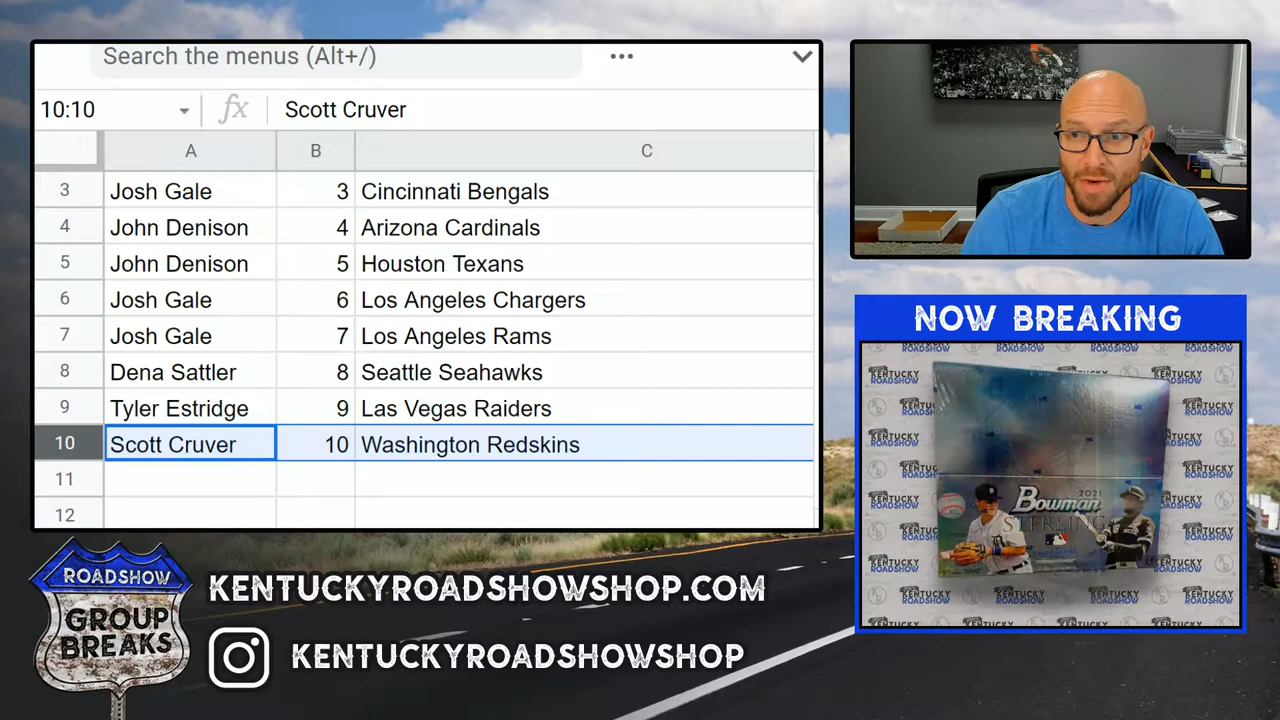 Search the menus (Alt+/)
10:10 fx Scott Cruver
A B C
3 Josh Gale 3 Cincinnati Bengals
4 John Denison 4 Arizona Cardinals
5 John Denison 5 Houston Texans
6 Josh Gale 6 Los Angeles Chargers
7 Josh Gale 7 Los Angeles Rams
8 Dena Sattler 8 Seattle Seahawks
9 Tyler Estridge 9 Las Vegas Raiders
10 Scott Cruver 10 Washington Redskins
11
12
NOW BREAKING
KENTUCKY
ROADSHOW
2021
Bowman
STERLING
ROADSHOW
GROUP
BREAKS
KENTUCKYROADSHOWSHOP.COM
KENTUCKYROADSHOWSHOP